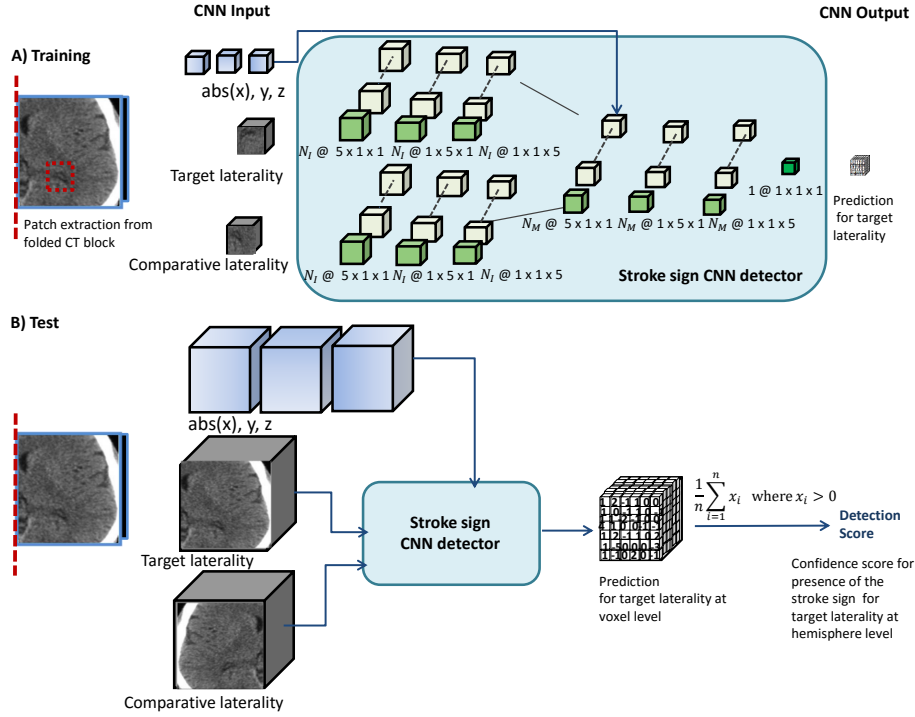 CNN Input
CNN Output
A) Training
abs(x), y, z
N_I @ 5 x 1 x 1 N_I @ 1 x 5 x 1 N_I @ 1 x 1 x 5
Target laterality
1 @ 1 x 1 x 1
Prediction
for target
laterality
Patch extraction from
folded CT block
N_M @ 5 x 1 x 1 N_M @ 1 x 5 x 1 N_M @ 1 x 1 x 5
Comparative laterality
N_I @ 5 x 1 x 1 N_I @ 1 x 5 x 1 N_I @ 1 x 1 x 5
Stroke sign CNN detector
B) Test
abs(x), y, z
Target laterality
Stroke sign
CNN detector
1/n ∑_{i=1}^{n} x_i where x_i > 0
Detection
Score
Prediction
for target laterality at
voxel level
Confidence score for
presence of the
stroke sign for
target laterality at
hemisphere level
Comparative laterality